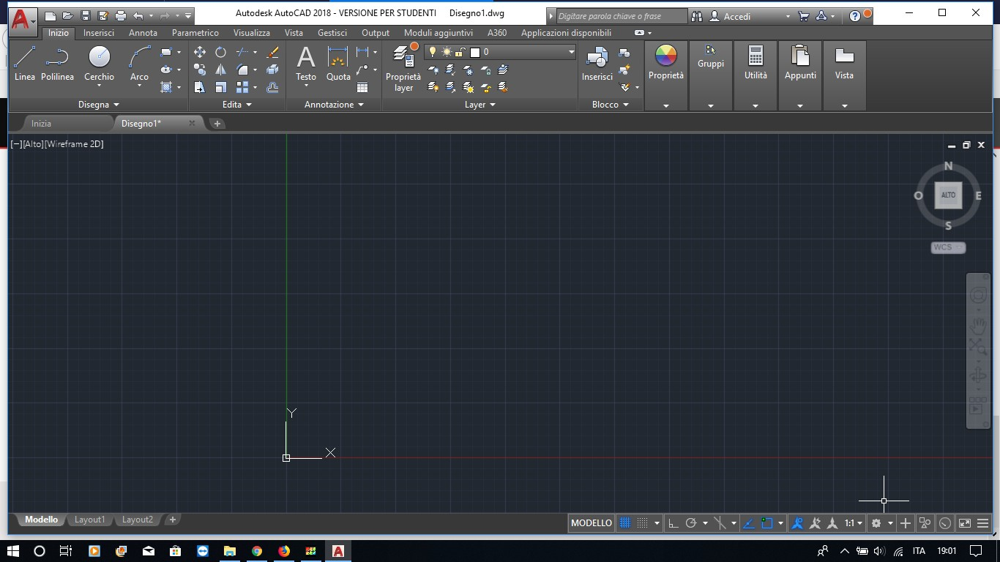 Autodesk AutoCAD 2018 - VERSIONE PER STUDENTI Disegno1.dwg
Digitare parola chiave o frase
Accedi
Inizio Inserisci Annota Parametrico Visualizza Vista Gestisci Output Moduli aggiuntivi A360 Applicazioni disponibili
0
Linea Polilinea Cerchio Arco Testo Quota Proprietà layer Inserisci Proprietà Gruppi Utilità Appunti Vista
Disegna Edita Annotazione Layer Blocco
Inizia Disegno1*
[−][Alto][Wireframe 2D]
N
O ALTO E
S
WCS
Y
X
Modello Layout1 Layout2
MODELLO 1:1
ITA 19:01